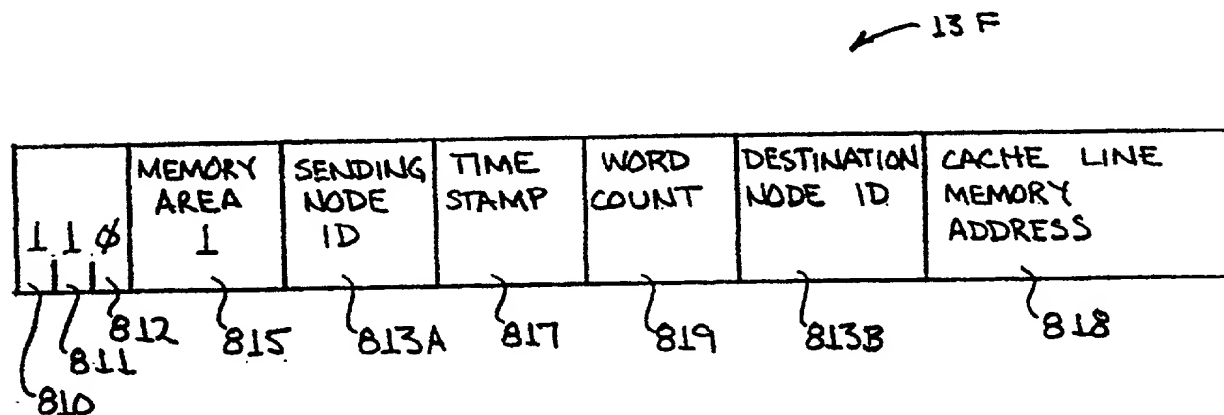 13F
MEMORY AREA 1
SENDING NODE ID
TIME STAMP
WORD COUNT
DESTINATION NODE ID
CACHE LINE MEMORY ADDRESS
1 1 ∅
810
811
812
815
813A
817
819
813B
818